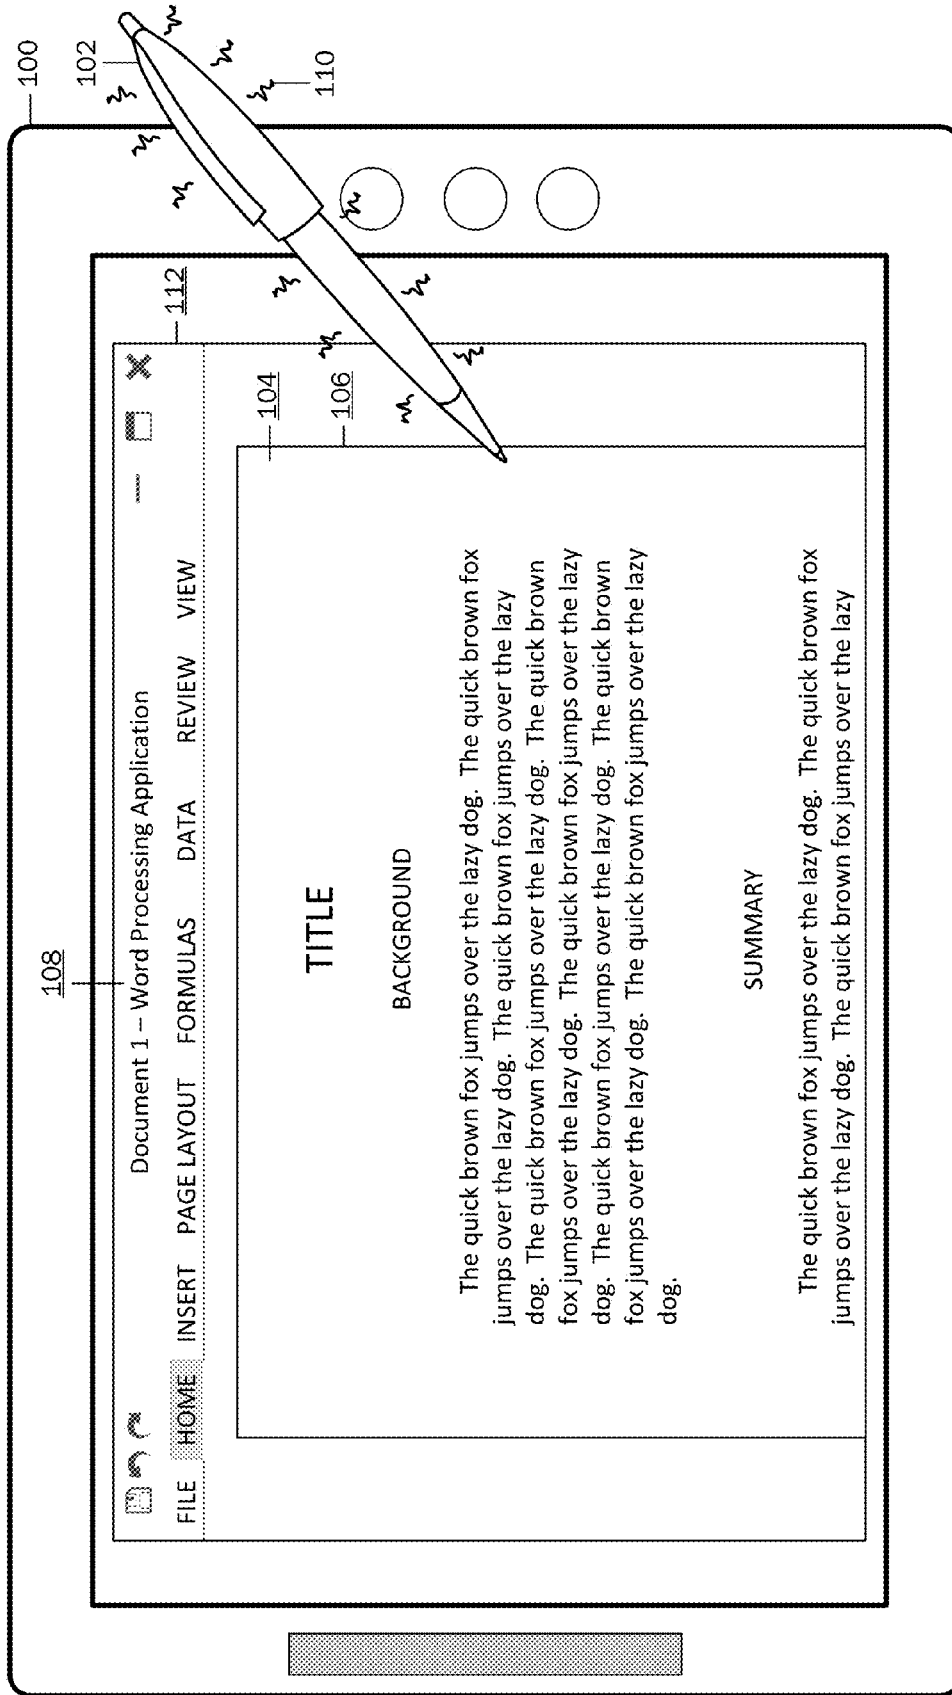 100
102
110
108
Document 1 – Word Processing Application
112
FILE HOME INSERT PAGE LAYOUT FORMULAS DATA REVIEW VIEW
104
106
TITLE
BACKGROUND
The quick brown fox jumps over the lazy dog. The quick brown fox
jumps over the lazy dog. The quick brown fox jumps over the lazy
dog. The quick brown fox jumps over the lazy dog. The quick brown
fox jumps over the lazy dog. The quick brown fox jumps over the lazy
dog. The quick brown fox jumps over the lazy dog. The quick brown
fox jumps over the lazy dog. The quick brown fox jumps over the lazy
dog.
SUMMARY
The quick brown fox jumps over the lazy dog. The quick brown fox
jumps over the lazy dog. The quick brown fox jumps over the lazy